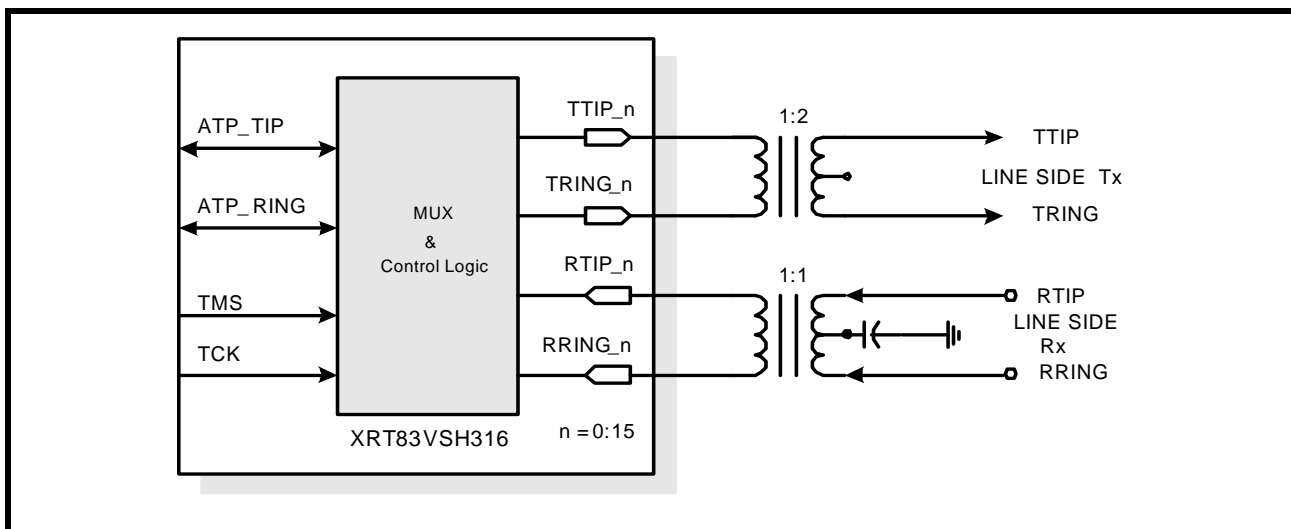 ATP_TIP
ATP_RING
TMS
TCK
MUX
&
Control Logic
XRT83VSH316
n = 0:15
TTIP_n
TRING_n
RTIP_n
RRING_n
1:2
TTIP
LINE SIDE Tx
TRING
1:1
RTIP
LINE SIDE
Rx
RRING